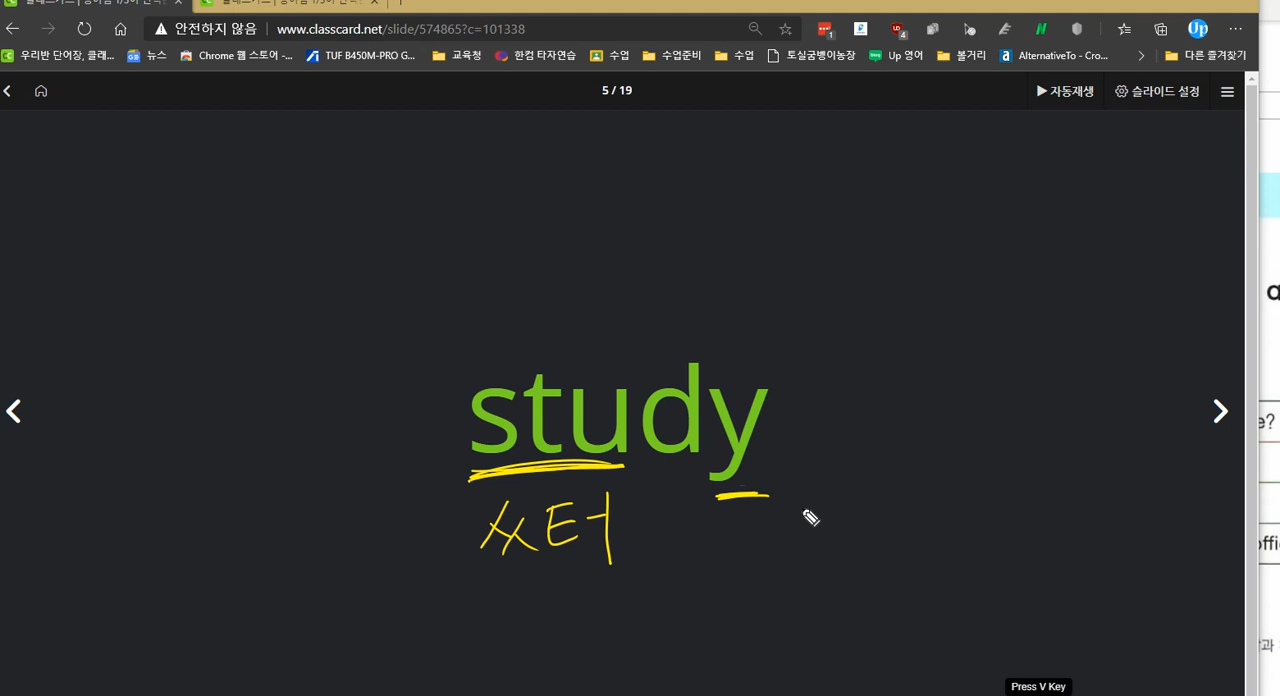 안전하지 않음 www.classcard.net/slide/574865?c=101338
우리반 단어장, 클래... 뉴스 Chrome 웹 스토어 -... TUF B450M-PRO G... 교육청 한컴 타자연습 수업 수업준비 수업 토실굼벵이농장 Up 영어 볼거리 AlternativeTo - Cro... 다른 즐겨찾기
5 / 19 자동재생 슬라이드 설정
study
ㅆ터
Press V Key